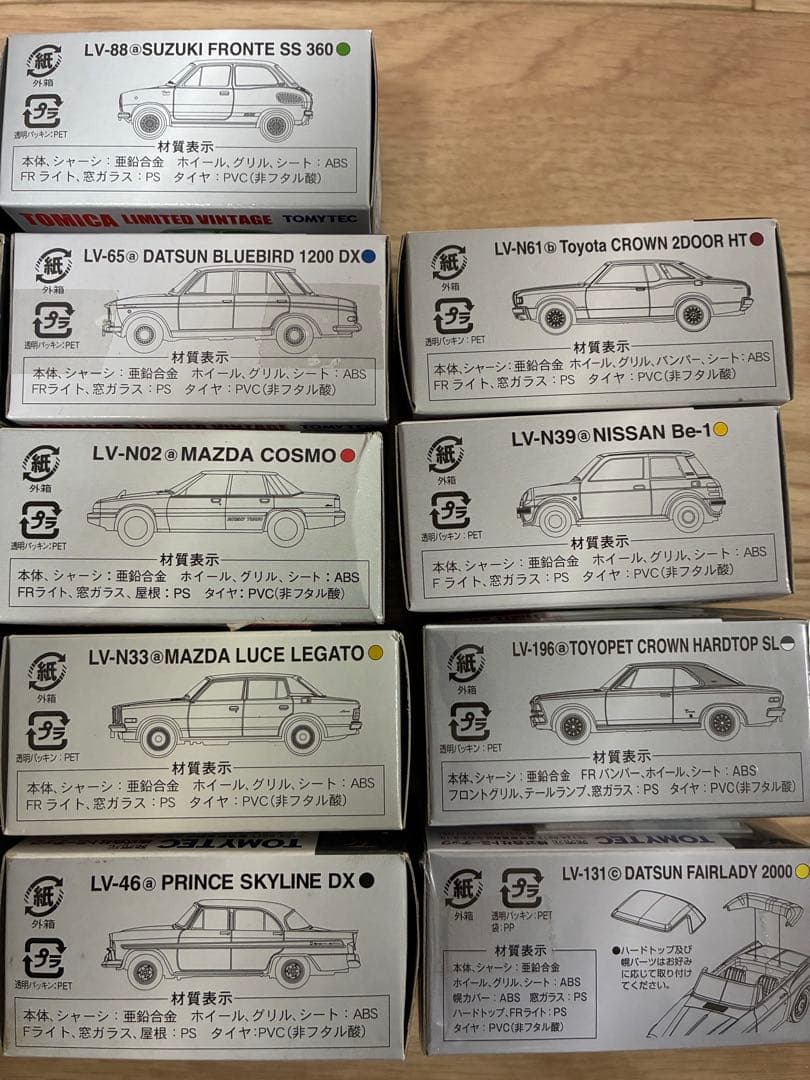 LV-88ⓐSUZUKI FRONTE SS 360
紙
外箱
プラ
透明パッキン:PET
材質表示
本体、シャーシ：亜鉛合金　ホイール、グリル、シート：ABS
FRライト、窓ガラス：PS　タイヤ：PVC(非フタル酸)
TOMICA LIMITED VINTAGE TOMYTEC
LV-65ⓐ DATSUN BLUEBIRD 1200 DX
紙
外箱
プラ
透明パッキン:PET
材質表示
本体、シャーシ：亜鉛合金　ホイール、グリル、シート：ABS
FRライト、窓ガラス：PS　タイヤ：PVC(非フタル酸)
LV-N02ⓐ MAZDA COSMO
紙
外箱
プラ
透明パッキン:PET
材質表示
本体、シャーシ：亜鉛合金　ホイール、グリル、シート：ABS
FRライト、窓ガラス、屋根：PS　タイヤ：PVC(非フタル酸)
LV-N33ⓐMAZDA LUCE LEGATO
紙
外箱
プラ
透明パッキン：PET
材質表示
本体、シャーシ：亜鉛合金　ホイール、グリル、シート：ABS
FRライト、窓ガラス：PS　タイヤ：PVC(非フタル酸)
TOMYTEC
LV-46ⓐ PRINCE SKYLINE DX
紙
外箱
プラ
透明パッキン:PET
材質表示
本体、シャーシ：亜鉛合金　ホイール、グリル、シート：ABS
Fライト、窓ガラス、屋根：PS　タイヤ:PVC(非フタル酸)
LV-N61ⓑ Toyota CROWN 2DOOR HT
紙
外箱
プラ
透明パッキン：PET
材質表示
本体、シャーシ：亜鉛合金 ホイール、グリル、バンパー、シート：ABS
FRライト、窓ガラス：PS　タイヤ：PVC(非フタル酸)
LV-N39ⓐNISSAN Be-1
紙
外箱
プラ
透明パッキン：PET
材質表示
本体、シャーシ：亜鉛合金　ホイール、グリル、シート：ABS
Fライト、窓ガラス：PS　タイヤ：PVC(非フタル酸)
LV-196ⓐTOYOPET CROWN HARDTOP SL
紙
外箱
プラ
透明パッキン：PET
材質表示
本体、シャーシ：亜鉛合金　FRバンパー、ホイール、シート：ABS
フロントグリル、テールランプ、窓ガラス：PS　タイヤ：PVC(非フタル酸)
TOMYTEC
LV-131ⓒ DATSUN FAIRLADY 2000
紙
外箱
プラ
透明パッキン:PET
袋:PP
材質表示
本体、シャーシ：亜鉛合金
ホイール、グリル、シート：ABS
幌カバー：ABS　窓ガラス：PS
ハードトップ、FRライト：PS
タイヤ：PVC(非フタル酸)
●ハードトップ及び
幌パーツはお好み
に応じて取り付け
てください。